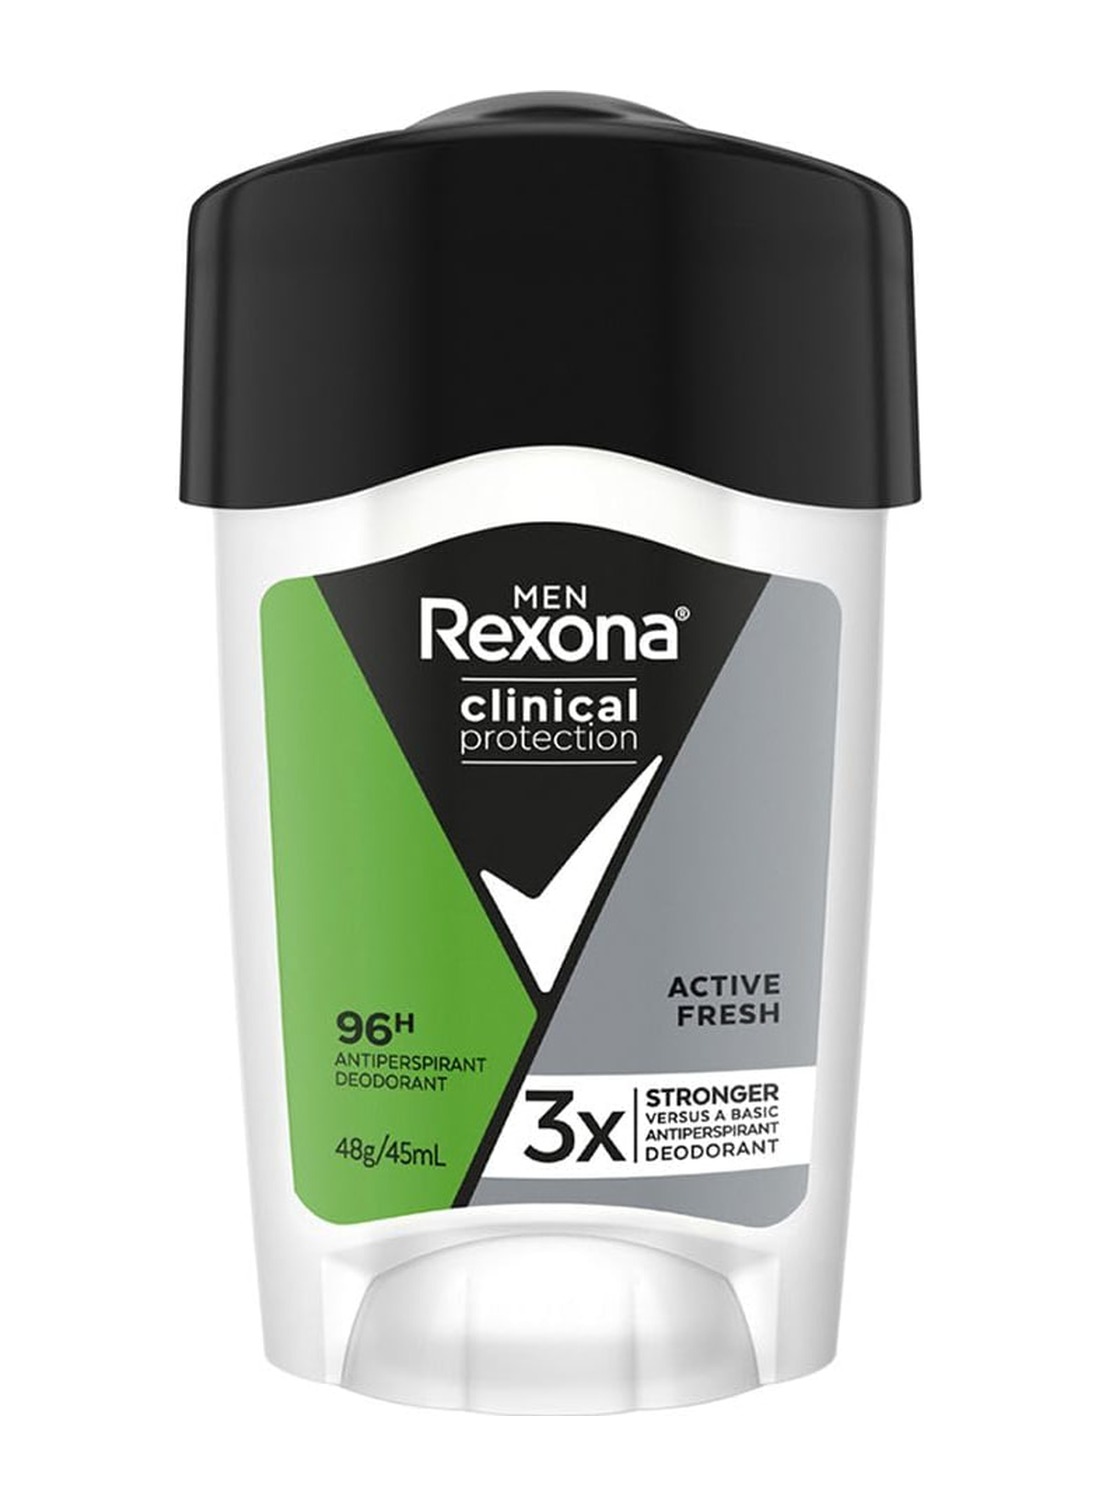 MEN
Rexona®
clinical
protection
ACTIVE
FRESH
96H
ANTIPERSPIRANT
DEODORANT
48g/45mL
3x
STRONGER
VERSUS A BASIC
ANTIPERSPIRANT
DEODORANT